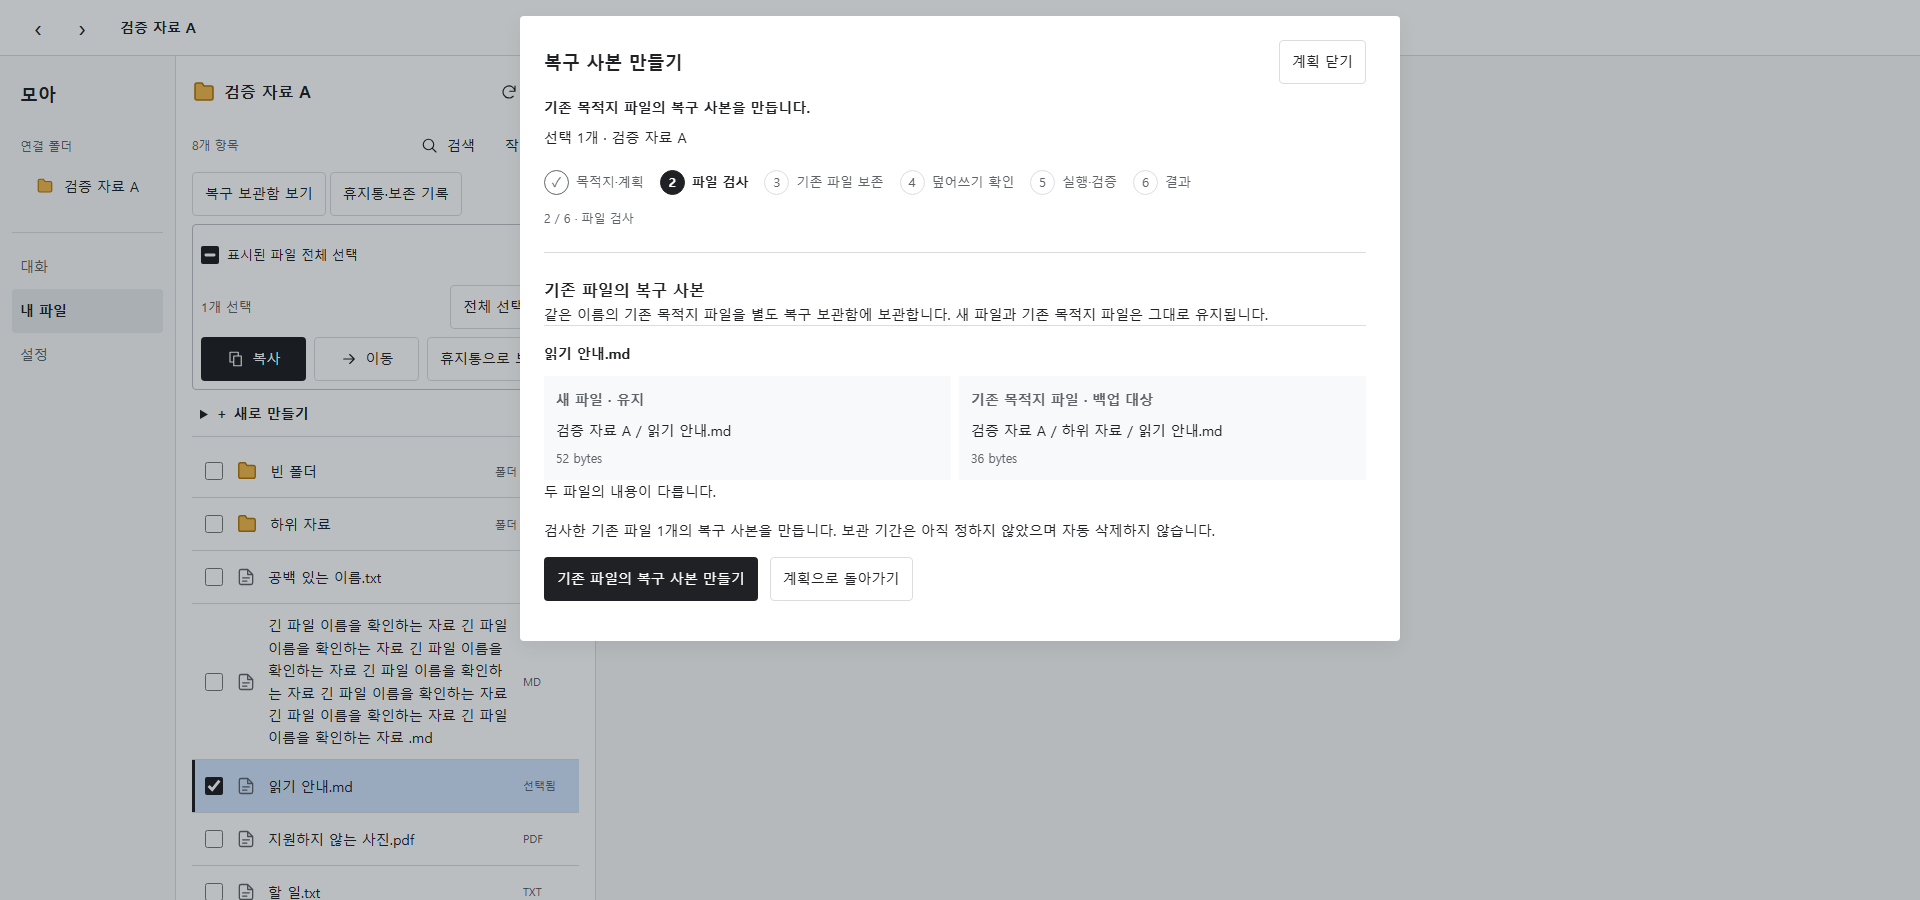 검증 자료 A
모아
연결 폴더
검증 자료 A
대화
내 파일
설정
검증 자료 A
8개 항목
검색
작
복구 보관함 보기
휴지통·보존 기록
표시된 파일 전체 선택
1개 선택
전체 선택
복사
이동
휴지통으로
+ 새로 만들기
빈 폴더
폴더
하위 자료
폴더
공백 있는 이름.txt
긴 파일 이름을 확인하는 자료 긴 파일
이름을 확인하는 자료 긴 파일 이름을
확인하는 자료 긴 파일 이름을 확인하
는 자료 긴 파일 이름을 확인하는 자료
긴 파일 이름을 확인하는 자료 긴 파일
이름을 확인하는 자료 .md
MD
읽기 안내.md
선택됨
지원하지 않는 사진.pdf
PDF
할 일.txt
TXT
복구 사본 만들기
계획 닫기
기존 목적지 파일의 복구 사본을 만듭니다.
선택 1개 · 검증 자료 A
목적지·계획
2 파일 검사
3 기존 파일 보존
4 덮어쓰기 확인
5 실행·검증
6 결과
2 / 6 · 파일 검사
기존 파일의 복구 사본
같은 이름의 기존 목적지 파일을 별도 복구 보관함에 보관합니다. 새 파일과 기존 목적지 파일은 그대로 유지됩니다.
읽기 안내.md
새 파일 · 유지
검증 자료 A / 읽기 안내.md
52 bytes
기존 목적지 파일 · 백업 대상
검증 자료 A / 하위 자료 / 읽기 안내.md
36 bytes
두 파일의 내용이 다릅니다.
검사한 기존 파일 1개의 복구 사본을 만듭니다. 보관 기간은 아직 정하지 않았으며 자동 삭제하지 않습니다.
기존 파일의 복구 사본 만들기
계획으로 돌아가기